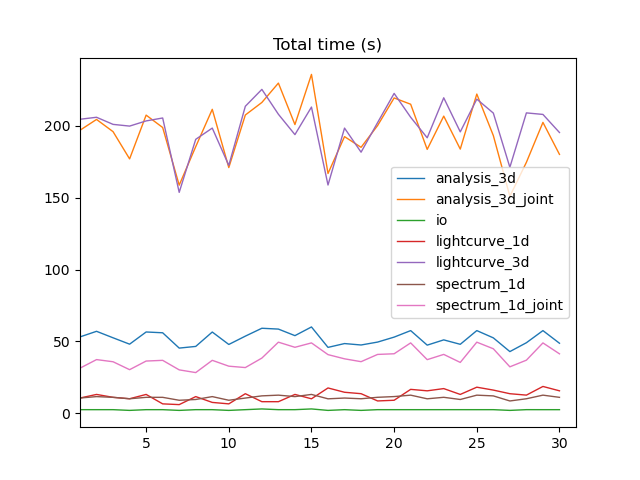 Total time (s)
200
150
100
50
0
analysis_3d
analysis_3d_joint
io
lightcurve_1d
lightcurve_3d
spectrum_1d
spectrum_1d_joint
5 10 15 20 25 30